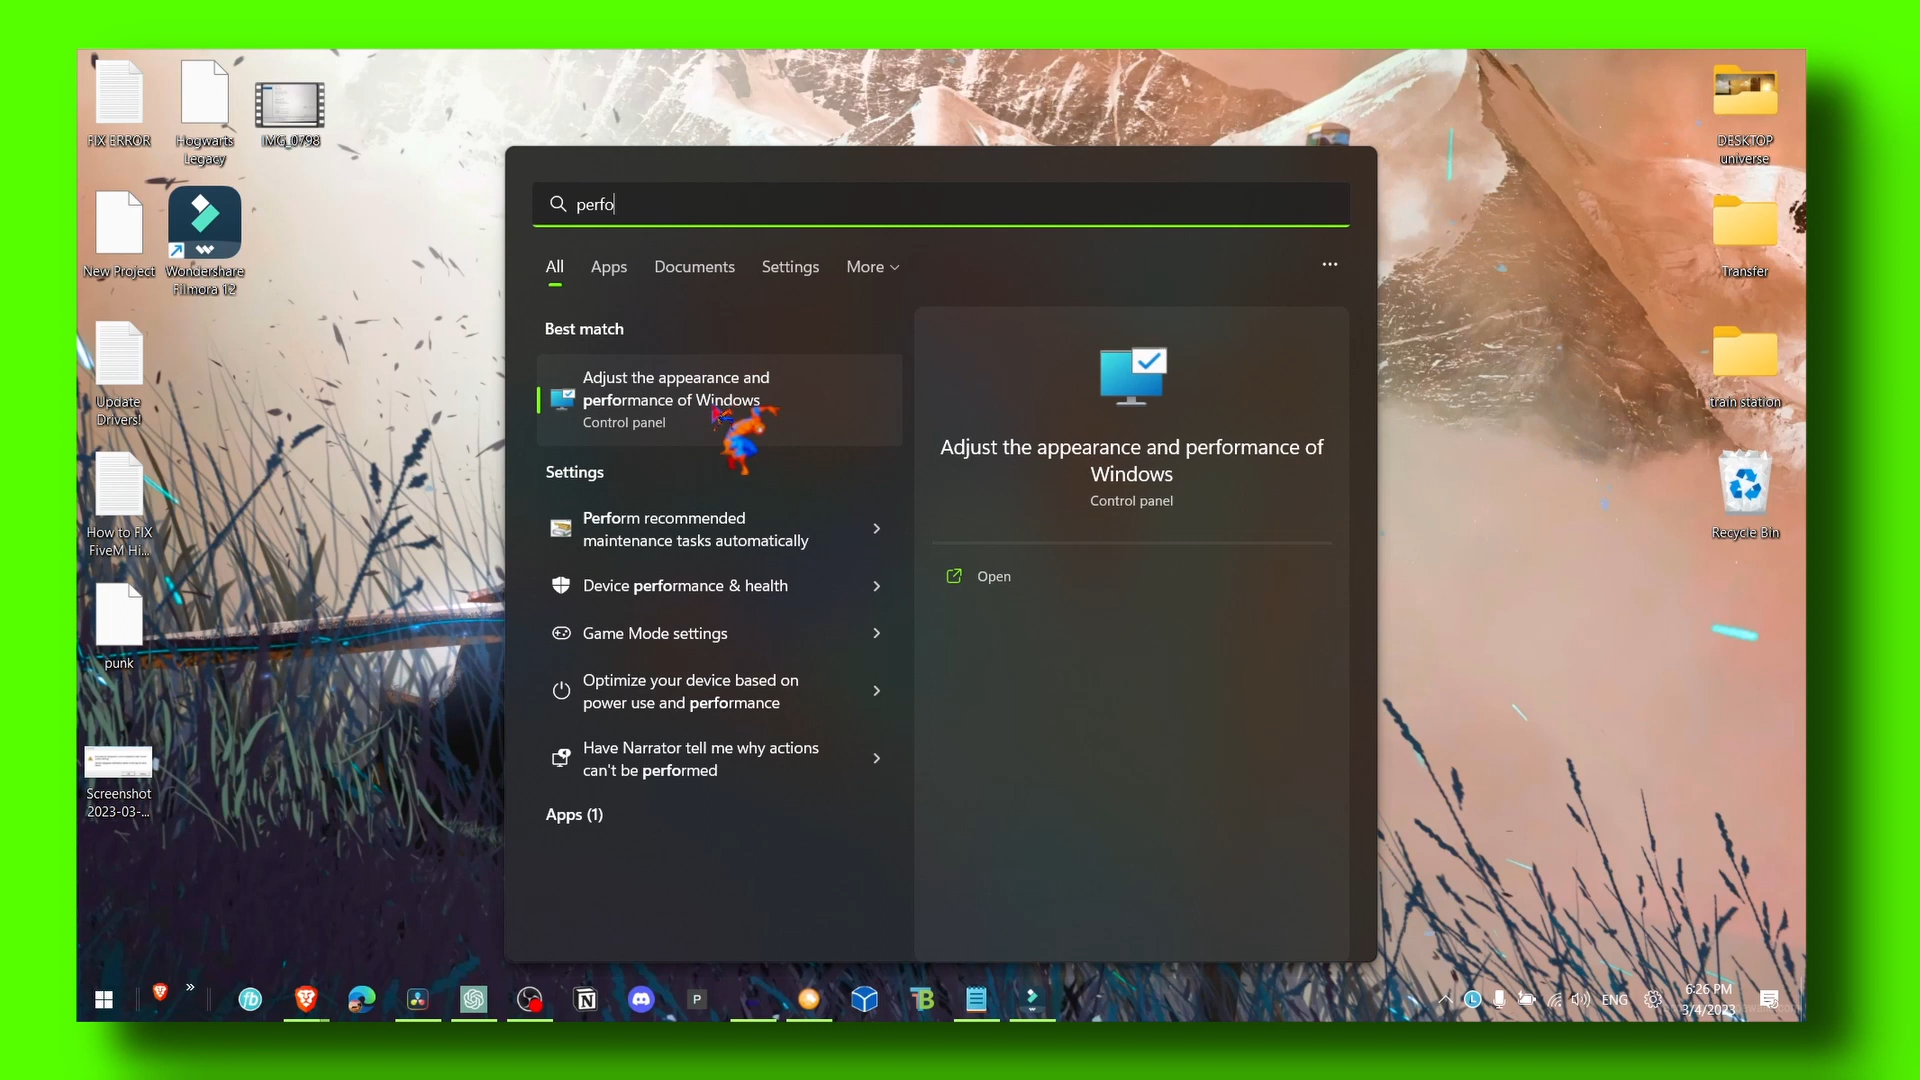 FIX ERROR
Hogwarts
Legacy
IMG_0798
New Project
Wondershare
Filmora 12
Update
Drivers!
How to FIX
FiveM Hi...
punk
Screenshot
2023-03-...
perfo
All
Apps
Documents
Settings
More
Best match
Adjust the appearance and
performance of Windows
Control panel
Settings
Perform recommended
maintenance tasks automatically
Device performance & health
Game Mode settings
Optimize your device based on
power use and performance
Have Narrator tell me why actions
can't be performed
Apps (1)
Adjust the appearance and performance of
Windows
Control panel
Open
DESKTOP
universe
Transfer
train station
Recycle Bin
fb
N
P
TB
L
ENG
6:26 PM
3/4/2023